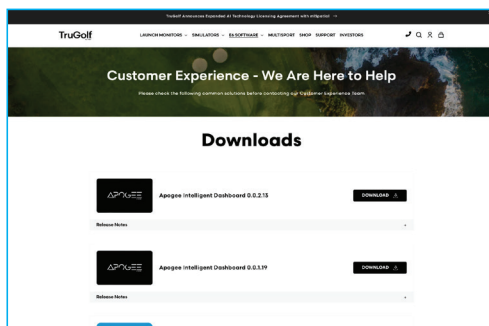 TruGolf Announces Expanded AI Technology Licensing Agreement with mlSportal →
TruGolf
LAUNCH MONITORS SIMULATORS E6 SOFTWARE MULTISPORT SHOP SUPPORT INVESTORS
Customer Experience - We Are Here to Help
Please check the following common solutions before contacting our Customer Experience Team
Downloads
APOGEE
Apogee Intelligent Dashboard 0.0.2.13
DOWNLOAD
Release Notes +
APOGEE
Apogee Intelligent Dashboard 0.0.1.19
DOWNLOAD
Release Notes +